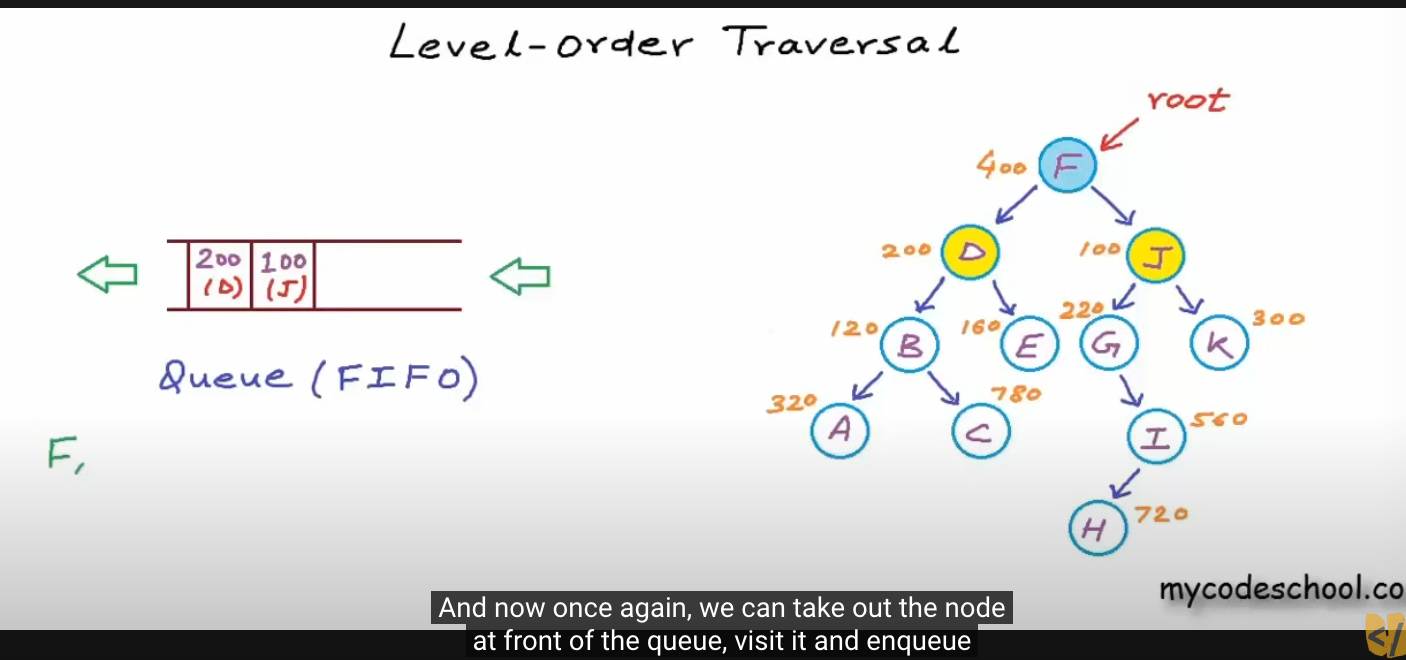 Level-order Traversal
root
400 F
200 D 100 J
200 100
(D) (J)
120 B 160 E 220 G K 300
Queue (FIFO)
320 A 780 C I 560
F,
H 720
mycodeschool.co
And now once again, we can take out the node
at front of the queue, visit it and enqueue